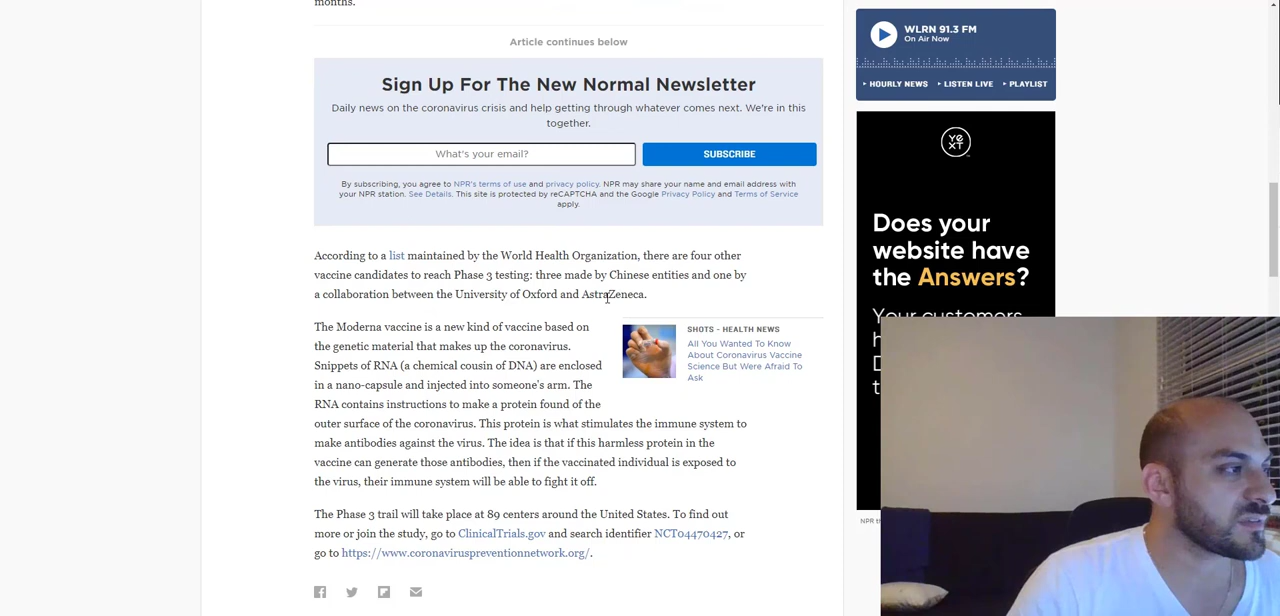 months.
Article continues below
Sign Up For The New Normal Newsletter
Daily news on the coronavirus crisis and help getting through whatever comes next. We're in this
together.
What's your email?
SUBSCRIBE
By subscribing, you agree to NPR's terms of use and privacy policy. NPR may share your name and email address with
your NPR station. See Details. This site is protected by reCAPTCHA and the Google Privacy Policy and Terms of Service
apply.
According to a list maintained by the World Health Organization, there are four other
vaccine candidates to reach Phase 3 testing: three made by Chinese entities and one by
a collaboration between the University of Oxford and AstraZeneca.
The Moderna vaccine is a new kind of vaccine based on
the genetic material that makes up the coronavirus.
Snippets of RNA (a chemical cousin of DNA) are enclosed
in a nano-capsule and injected into someone's arm. The
RNA contains instructions to make a protein found of the
outer surface of the coronavirus. This protein is what stimulates the immune system to
make antibodies against the virus. The idea is that if this harmless protein in the
vaccine can generate those antibodies, then if the vaccinated individual is exposed to
the virus, their immune system will be able to fight it off.
SHOTS - HEALTH NEWS
All You Wanted To Know
About Coronavirus Vaccine
Science But Were Afraid To
Ask
The Phase 3 trail will take place at 89 centers around the United States. To find out
more or join the study, go to ClinicalTrials.gov and search identifier NCT04470427, or
go to https://www.coronaviruspreventionnetwork.org/.
WLRN 91.3 FM
On Air Now
HOURLY NEWS
LISTEN LIVE
PLAYLIST
yext
Does your
website have
the Answers?
Your customers
NPR